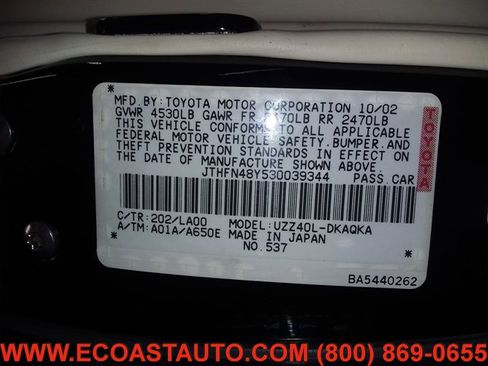 MFD.BY:TOYOTA MOTOR CORPORATION 10/02
GVWR 4530LB GAWR FR 2470LB RR 2470LB
THIS VEHICLE CONFORMS TO ALL APPLICABLE
FEDERAL MOTOR VEHICLE SAFETY,BUMPER,AND
THEFT PREVENTION STANDARDS IN EFFECT ON
THE DATE OF MANUFACTURE SHOWN ABOVE.
JTHFN48Y530039344 PASS.CAR
TOYOTA
C/TR:202/LA00 MODEL:UZZ40L-DKAQKA
A/TM:A01A/A650E MADE IN JAPAN
NO.537
BA5440262
WWW.ECOASTAUTO.COM (800) 869-0655